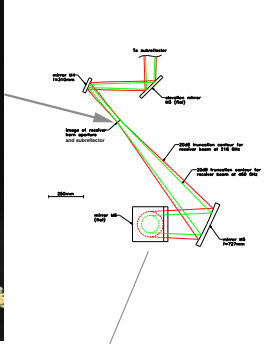 To subreflector
mirror M4
f=310mm
elevation mirror
M3 (flat)
image of receiver
horn aperture
and subreflector
-20dB truncation contour for
receiver beam at 216 GHz
-20dB truncation contour for
receiver beam at 460 GHz
250mm
mirror M6
(flat)
mirror M5
f=727mm